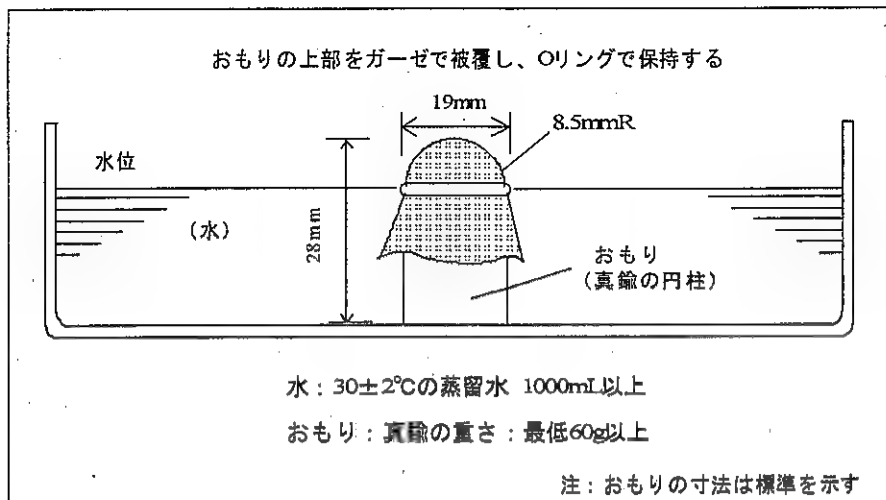 おもりの上部をガーゼで被覆し、Oリングで保持する
19mm
8.5mmR
水位
(水)
28mm
おもり
(真鍮の円柱)
水:30±2℃の蒸留水 1000mL以上
おもり:真鍮の重さ:最低60g以上
注:おもりの寸法は標準を示す